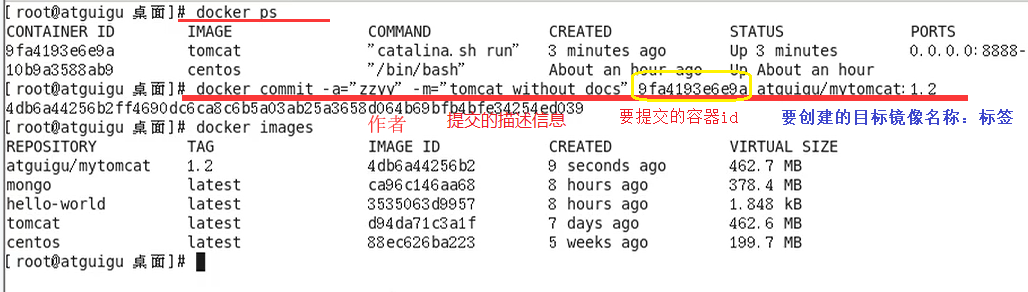 [root@atguigu 桌面]# docker ps
CONTAINER ID IMAGE COMMAND CREATED STATUS PORTS
9fa4193e6e9a tomcat "catalina.sh run" 3 minutes ago Up 3 minutes 0.0.0.0:8888-
10b9a3588ab9 centos "/bin/bash" About an hour ago Up About an hour
[root@atguigu 桌面]# docker commit -a="zzyy" -m="tomcat without docs" 9fa4193e6e9a atguigu/mytomcat:1.2
4db6a44256b2ff4690dc6ca8c6b5a03ab25a3658d064b69bfb4bfe34254ed039
[root@atguigu 桌面]# docker images 作者 提交的描述信息 要提交的容器id 要创建的目标镜像名称：标签
REPOSITORY TAG IMAGE ID CREATED VIRTUAL SIZE
atguigu/mytomcat 1.2 4db6a44256b2 9 seconds ago 462.7 MB
mongo latest ca96c146aa68 8 hours ago 378.4 MB
hello-world latest 3535063d9957 8 hours ago 1.848 kB
tomcat latest d94da71c3a1f 7 days ago 462.6 MB
centos latest 88ec626ba223 5 weeks ago 199.7 MB
[root@atguigu 桌面]#